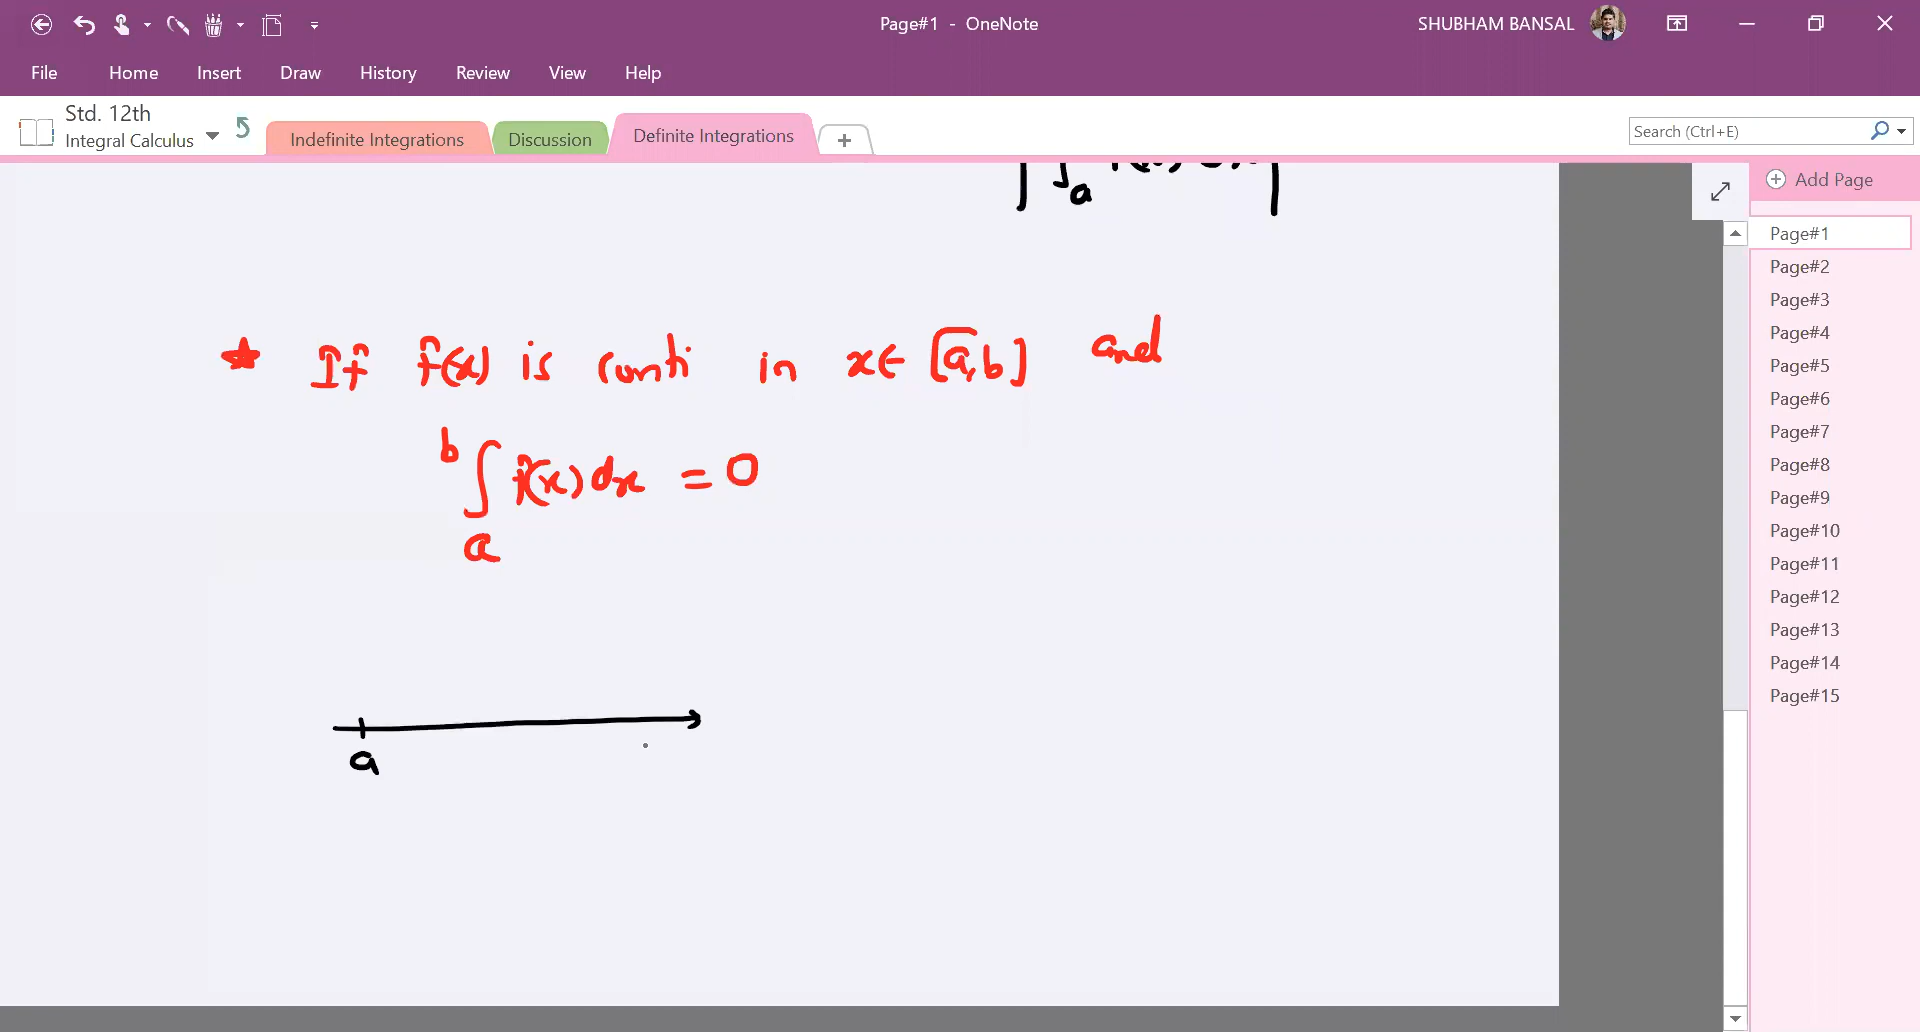 Page#1 - OneNote
SHUBHAM BANSAL
File Home Insert Draw History Review View Help
Std. 12th
Integral Calculus
Indefinite Integrations
Discussion
Definite Integrations
+
Search (Ctrl+E)
Add Page
Page#1
Page#2
Page#3
Page#4
Page#5
Page#6
Page#7
Page#8
Page#9
Page#10
Page#11
Page#12
Page#13
Page#14
Page#15
a
★ If f(x) is conti in x∈ [a,b] and
b
∫ f(x) dx = 0
a
a